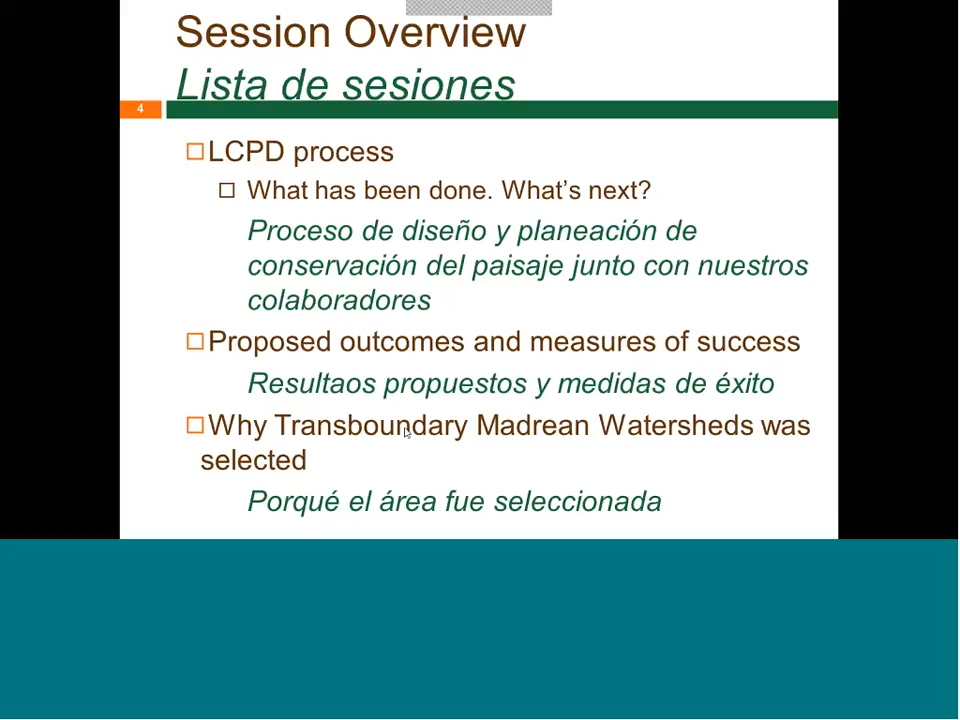 Session Overview
Lista de sesiones
4
LCPD process
What has been done. What's next?
Proceso de diseño y planeación de
conservación del paisaje junto con nuestros
colaboradores
Proposed outcomes and measures of success
Resultaos propuestos y medidas de éxito
Why Transboundary Madrean Watersheds was
selected
Porqué el área fue seleccionada